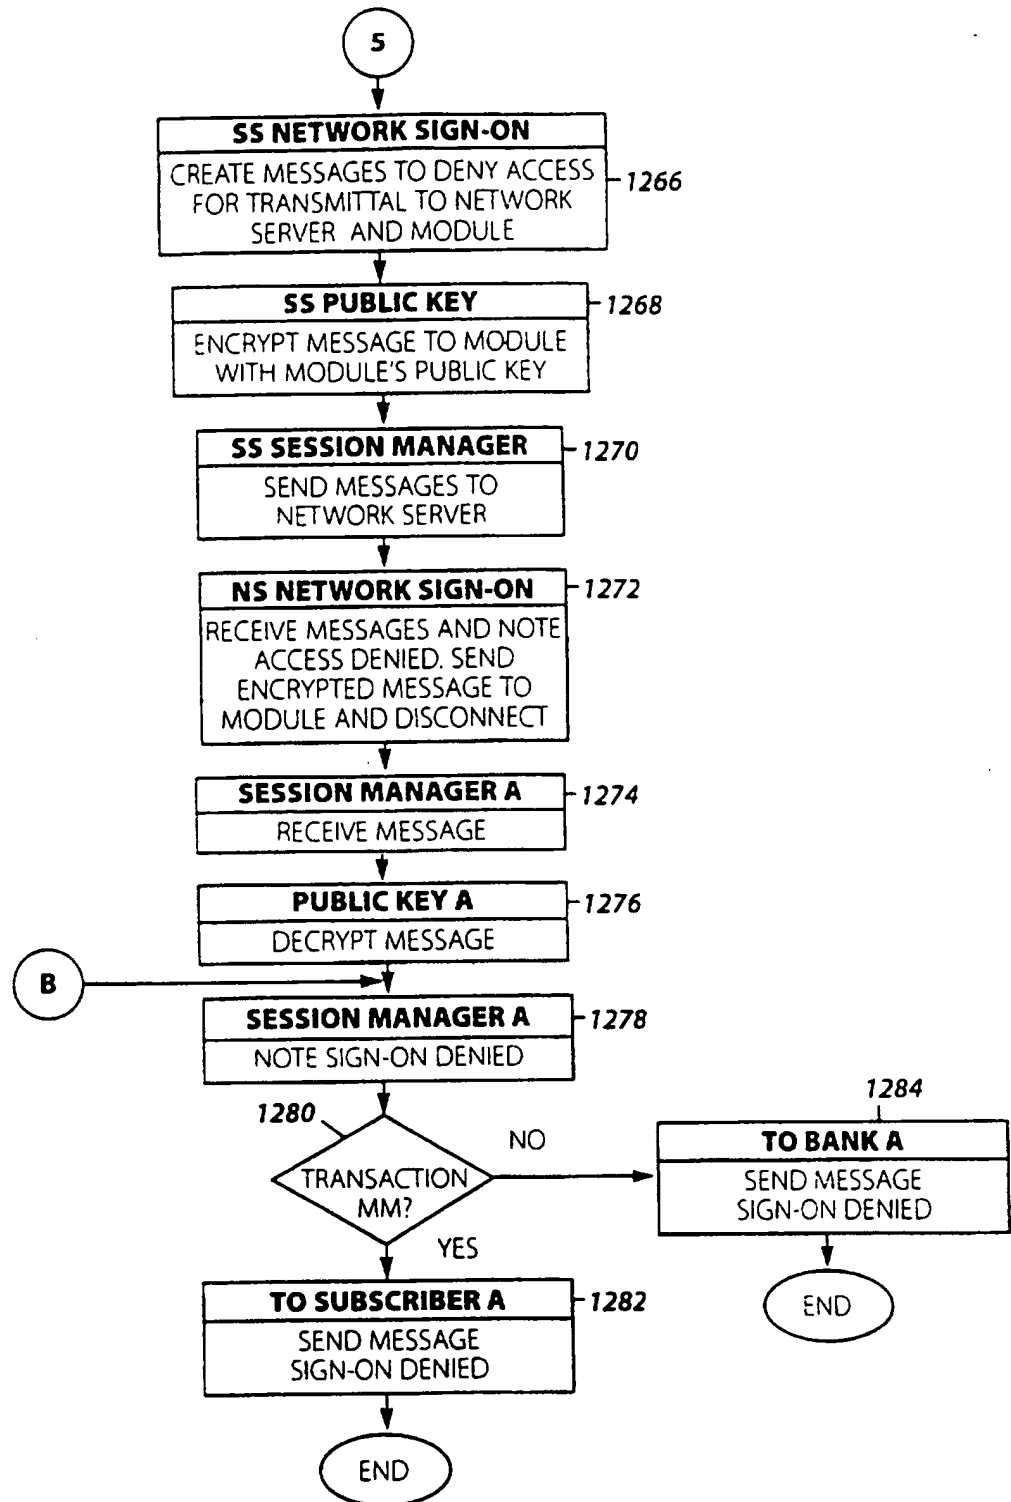 5
SS NETWORK SIGN-ON
CREATE MESSAGES TO DENY ACCESS
FOR TRANSMITTAL TO NETWORK
SERVER AND MODULE
1266
SS PUBLIC KEY
1268
ENCRYPT MESSAGE TO MODULE
WITH MODULE'S PUBLIC KEY
SS SESSION MANAGER
1270
SEND MESSAGES TO
NETWORK SERVER
NS NETWORK SIGN-ON
1272
RECEIVE MESSAGES AND NOTE
ACCESS DENIED. SEND
ENCRYPTED MESSAGE TO
MODULE AND DISCONNECT
SESSION MANAGER A
1274
RECEIVE MESSAGE
PUBLIC KEY A
1276
DECRYPT MESSAGE
B
SESSION MANAGER A
1278
NOTE SIGN-ON DENIED
1280
TRANSACTION
MM?
NO
1284
TO BANK A
SEND MESSAGE
SIGN-ON DENIED
END
YES
TO SUBSCRIBER A
1282
SEND MESSAGE
SIGN-ON DENIED
END